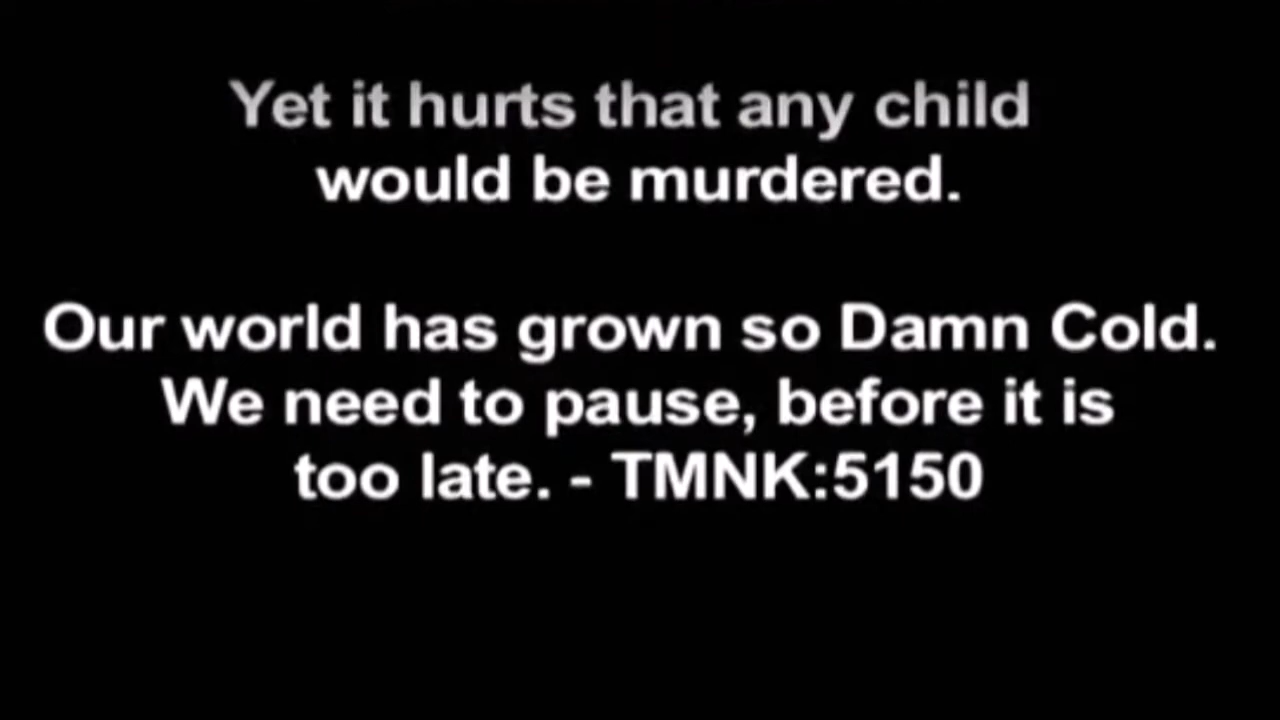 Yet it hurts that any child
would be murdered.
Our world has grown so Damn Cold.
We need to pause, before it is
too late. - TMNK:5150